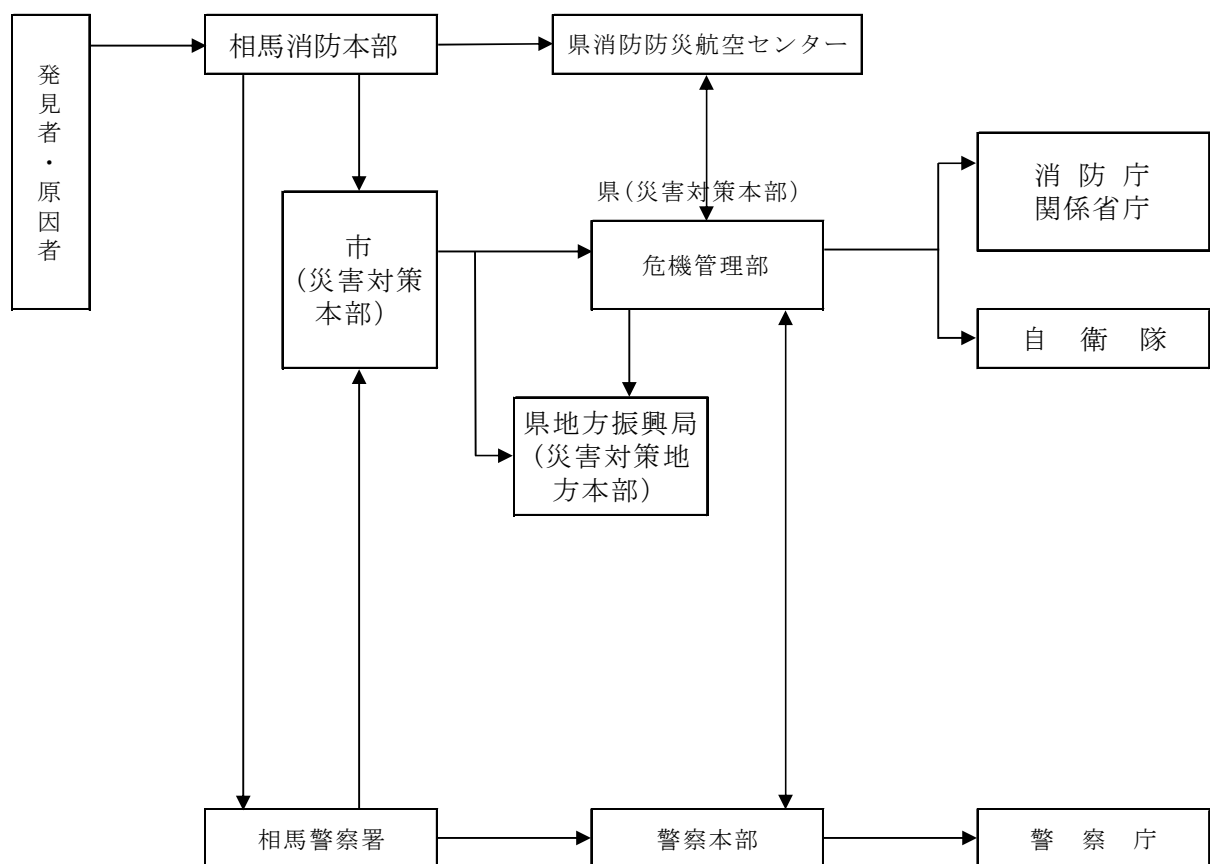 発見者・原因者
相馬消防本部
県消防防災航空センター
消防庁
関係省庁
県(災害対策本部)
市
(災害対策
本部)
危機管理部
自衛隊
県地方振興局
(災害対策地
方本部)
相馬警察署
警察本部
警察庁